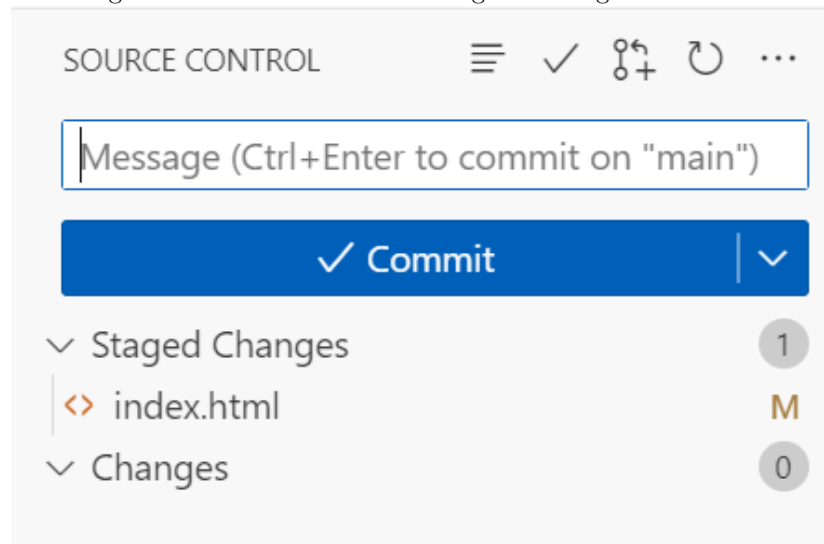 SOURCE CONTROL
Message (Ctrl+Enter to commit on "main")
Commit
Staged Changes 1
index.html M
Changes 0